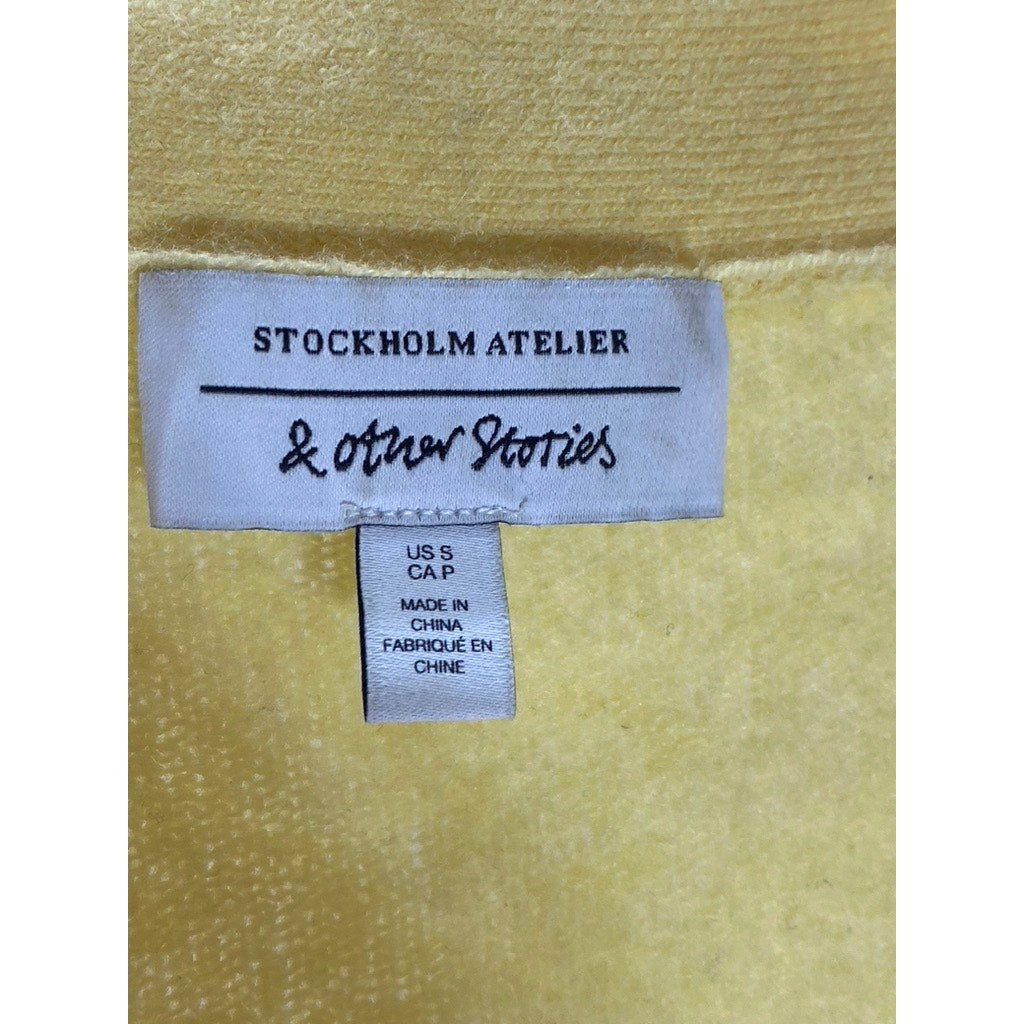 STOCKHOLM ATELIER
& other Stories
US S
CA P
MADE IN
CHINA
FABRIQUÉ EN
CHINE